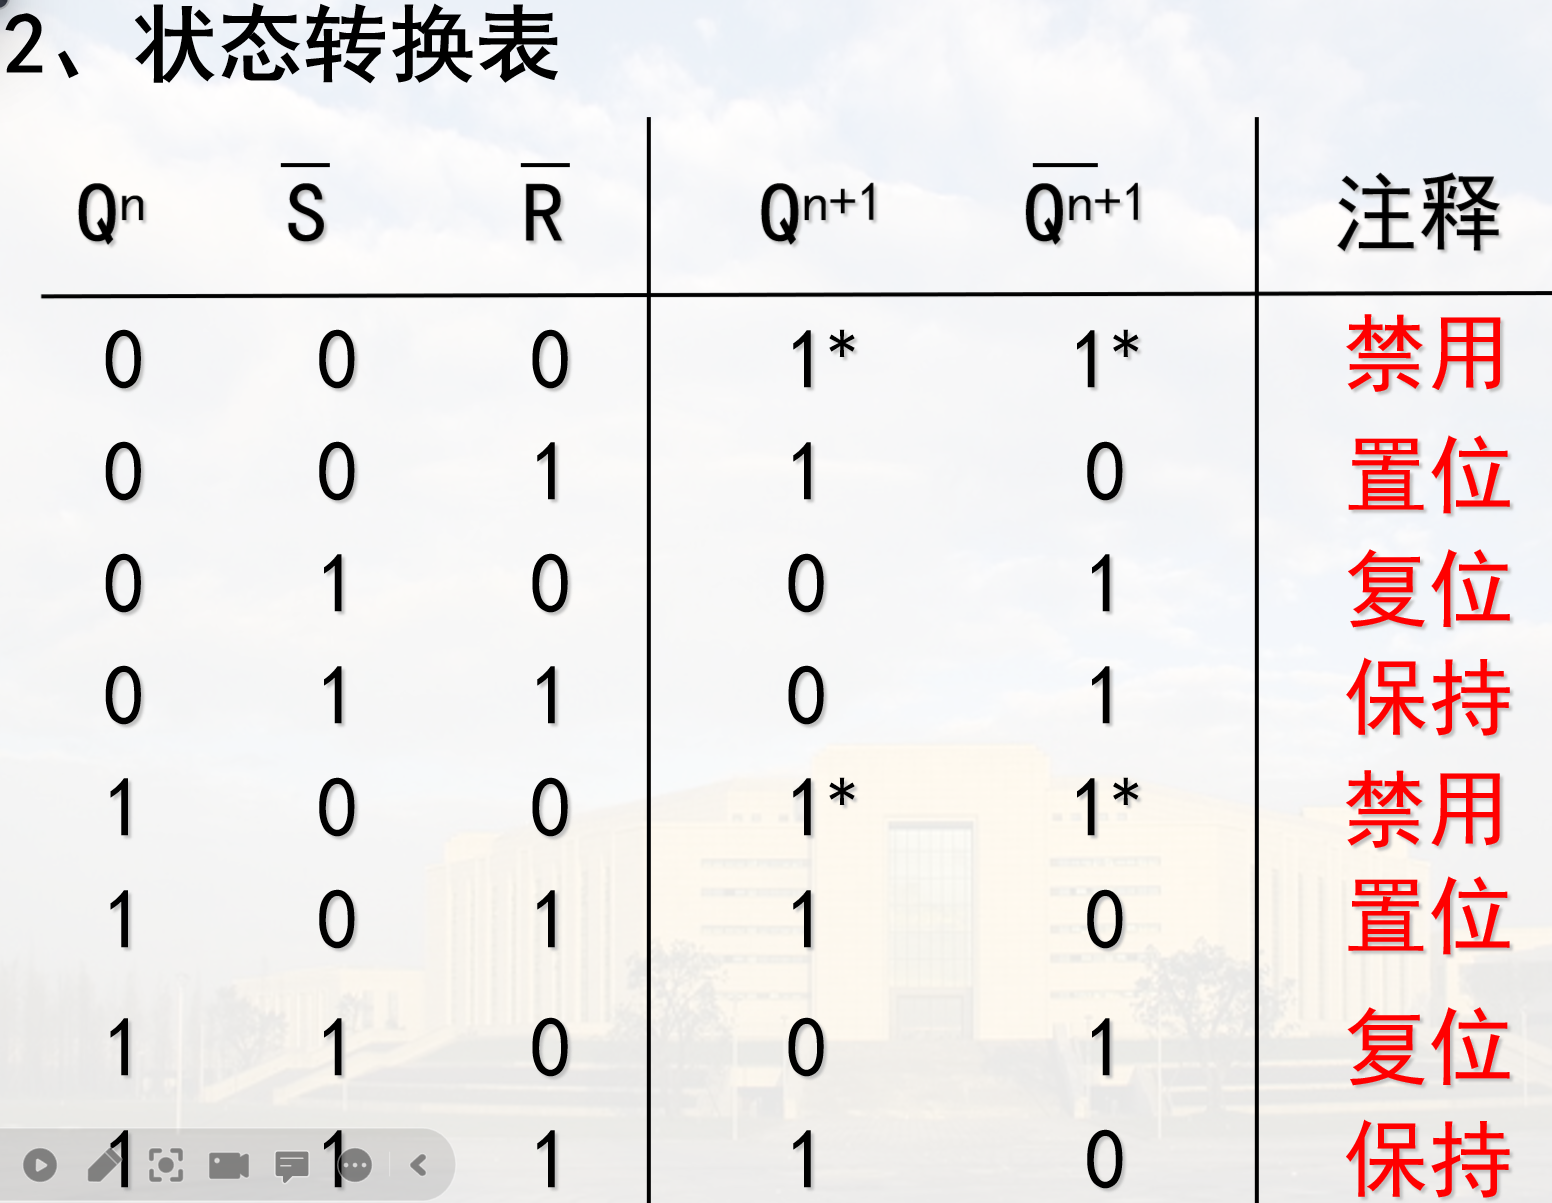 2、状态转换表
Qⁿ S̅ R̅ Qⁿ⁺¹ Q̅ⁿ⁺¹ 注释
0 0 0 1* 1* 禁用
0 0 1 1 0 置位
0 1 0 0 1 复位
0 1 1 0 1 保持
1 0 0 1* 1* 禁用
1 0 1 1 0 置位
1 1 0 0 1 复位
1 1 1 1 0 保持